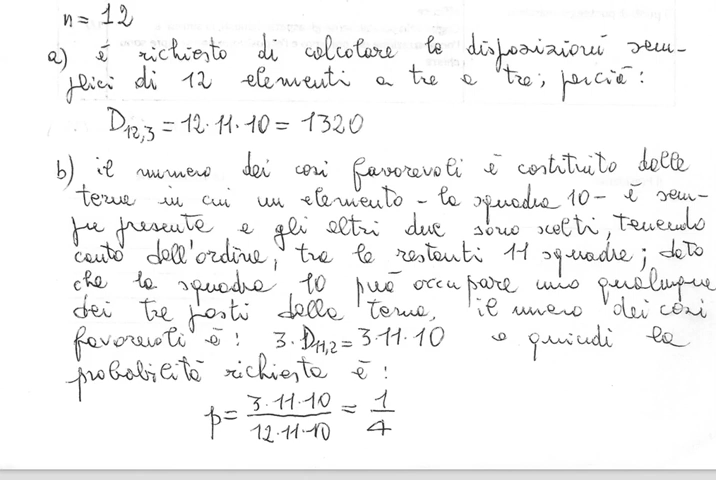 n = 12
a) é richiesto di calcolare le disposizioni sem-
plici di 12 elementi a tre a tre; perciò:
D12,3 = 12·11·10 = 1320
b) il numero dei casi favorevoli è costituito dalle
terne in cui un elemento - la squadra 10 - è sem-
pre presente e gli altri due sono scelti, tenendo
conto dell'ordine, tra le restanti 11 squadre; dato
che la squadra 10 può occupare uno qualunque
dei tre posti della terna, il numero dei casi
favorevoli è: 3·D11,2 = 3·11·10 e quindi la
probabilità richiesta è:
p = 3·11·10 / 12·11·10 = 1/4